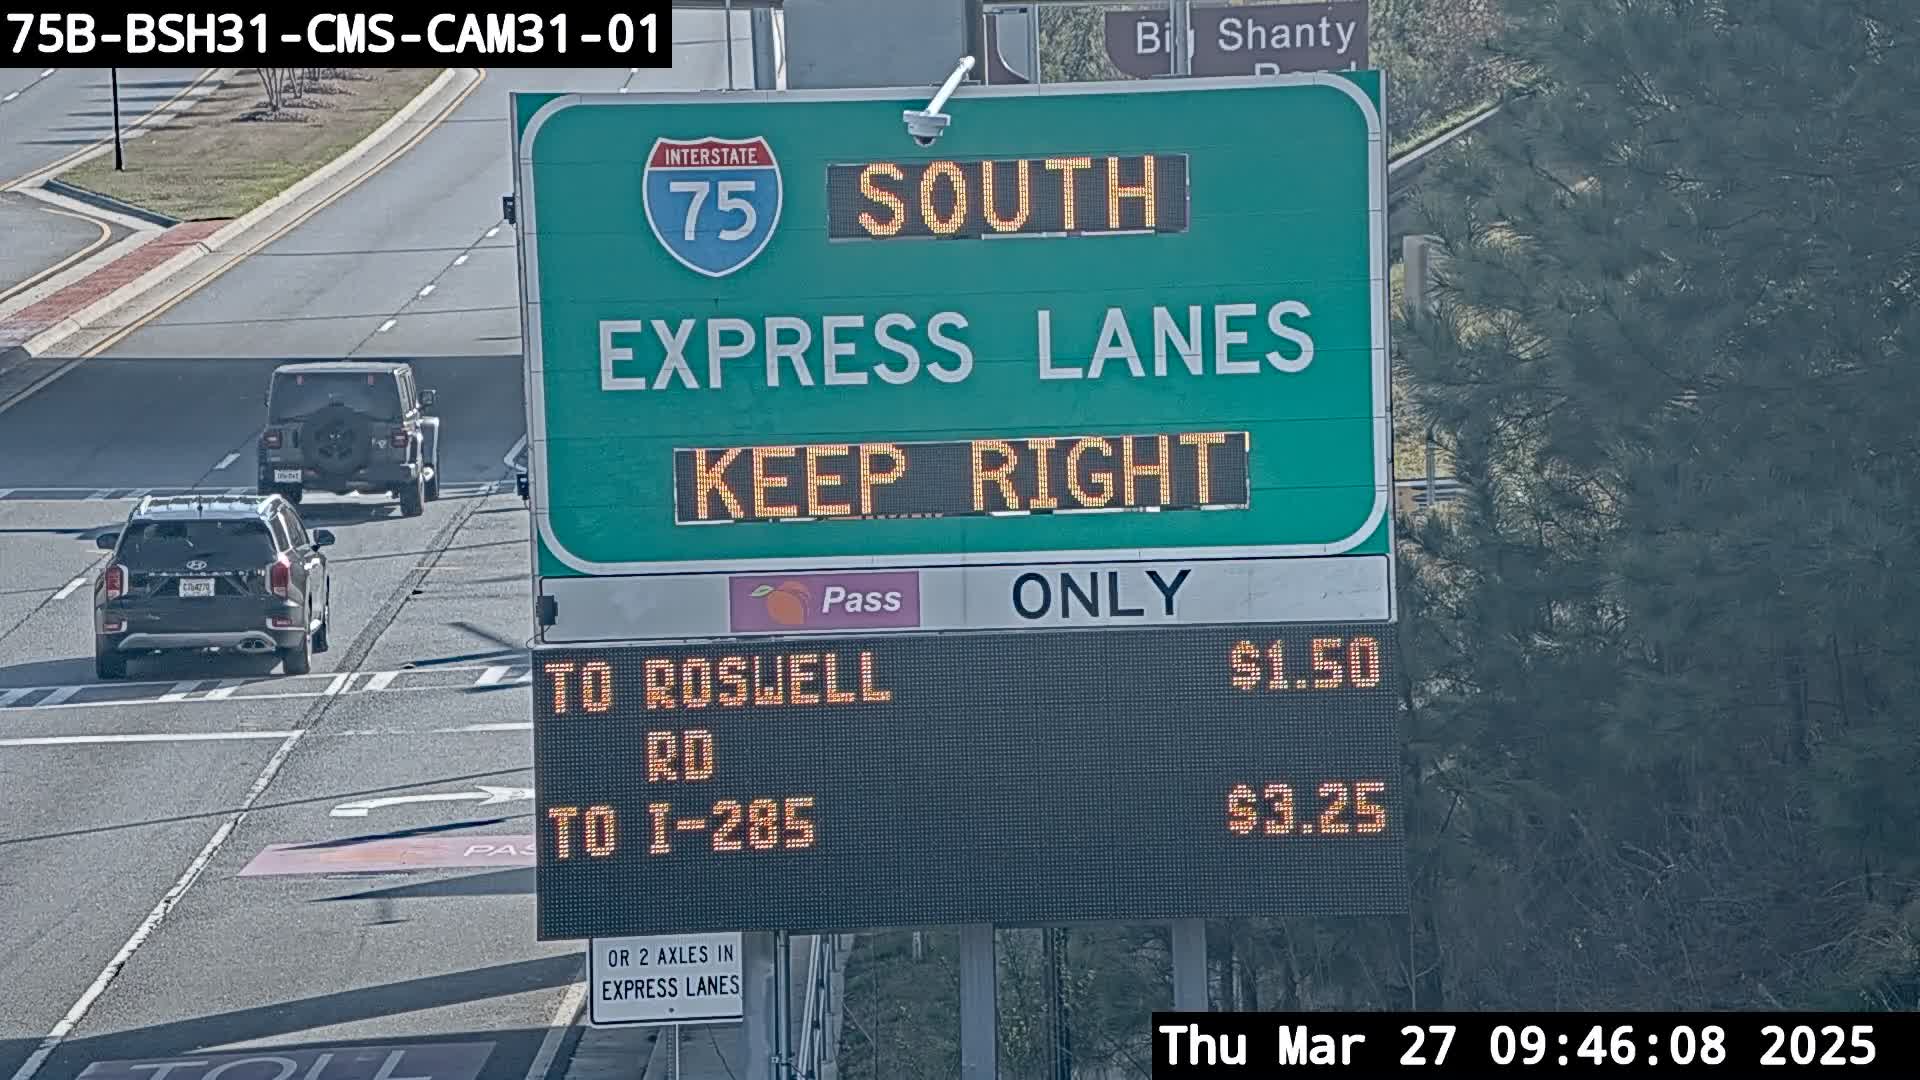 75B-BSH31-CMS-CAM31-01
Big Shanty
INTERSTATE
75
SOUTH
EXPRESS LANES
KEEP RIGHT
Pass ONLY
TO ROSWELL $1.50
RD
TO I-285 $3.25
OR 2 AXLES IN
EXPRESS LANES
TOLL
Thu Mar 27 09:46:08 2025